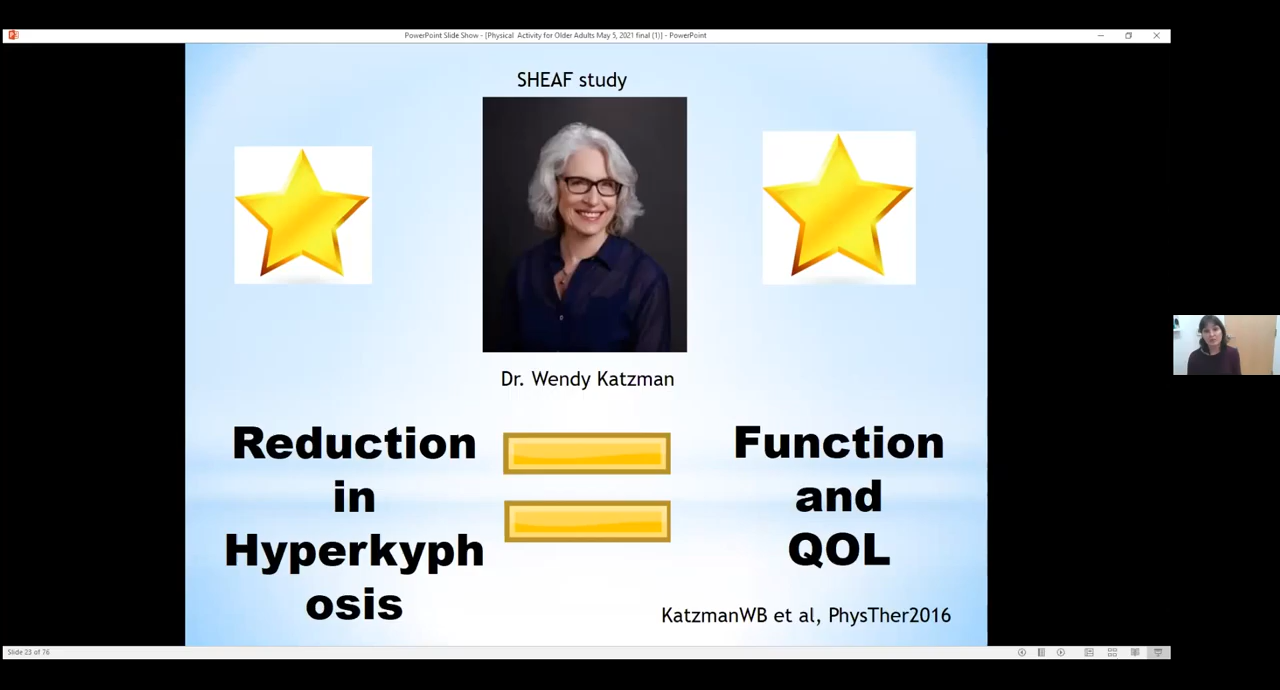 PowerPoint Slide Show - [Physical Activity for Older Adults May 5, 2021 final (1)] - PowerPoint
SHEAF study
Dr. Wendy Katzman
Reduction
in
Hyperkyph
osis
Function
and
QOL
KatzmanWB et al, PhysTher2016
Slide 23 of 76